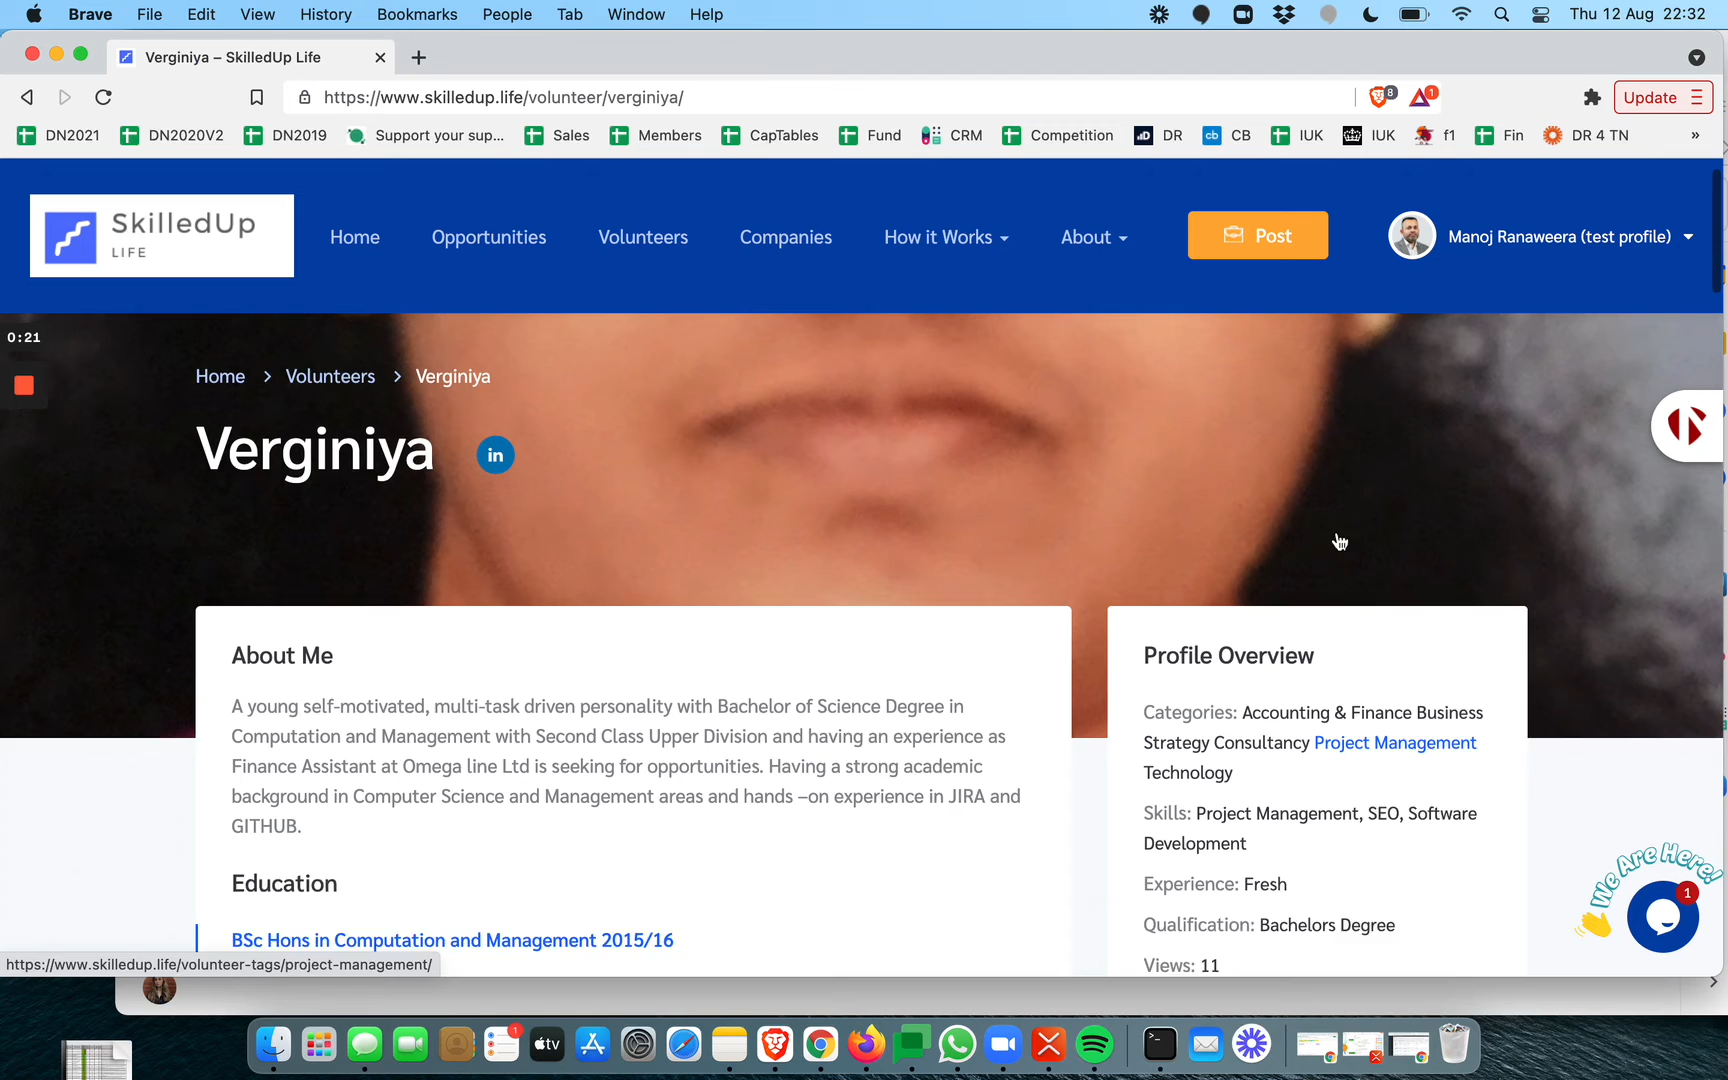 Brave File Edit View History Bookmarks People Tab Window Help Thu 12 Aug 22:32
Verginiya – SkilledUp Life
https://www.skilledup.life/volunteer/verginiya/ 8 1 Update
DN2021 DN2020V2 DN2019 Support your sup... Sales Members CapTables Fund CRM Competition DR CB IUK IUK f1 Fin DR 4 TN »
SkilledUp
LIFE
Home Opportunities Volunteers Companies How it Works About Post Manoj Ranaweera (test profile)
0:21
Home > Volunteers > Verginiya
Verginiya in
About Me
A young self-motivated, multi-task driven personality with Bachelor of Science Degree in
Computation and Management with Second Class Upper Division and having an experience as
Finance Assistant at Omega line Ltd is seeking for opportunities. Having a strong academic
background in Computer Science and Management areas and hands –on experience in JIRA and
GITHUB.
Education
BSc Hons in Computation and Management 2015/16
Profile Overview
Categories: Accounting & Finance Business
Strategy Consultancy Project Management
Technology
Skills: Project Management, SEO, Software
Development
Experience: Fresh
Qualification: Bachelors Degree
Views: 11
We Are Here!
1
https://www.skilledup.life/volunteer-tags/project-management/
1
tv